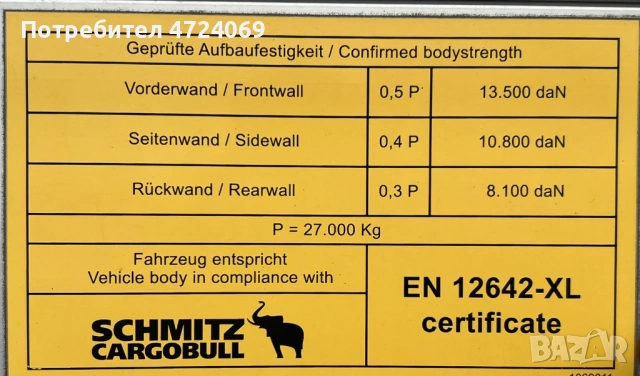 Потребител 4724069
Geprüfte Aufbaufestigkeit / Confirmed bodystrength
Vorderwand / Frontwall 0,5 P 13.500 daN
Seitenwand / Sidewall 0,4 P 10.800 daN
Rückwand / Rearwall 0,3 P 8.100 daN
P = 27.000 Kg
Fahrzeug entspricht
Vehicle body in compliance with
EN 12642-XL
certificate
SCHMITZ
CARGOBULL
BAZAR